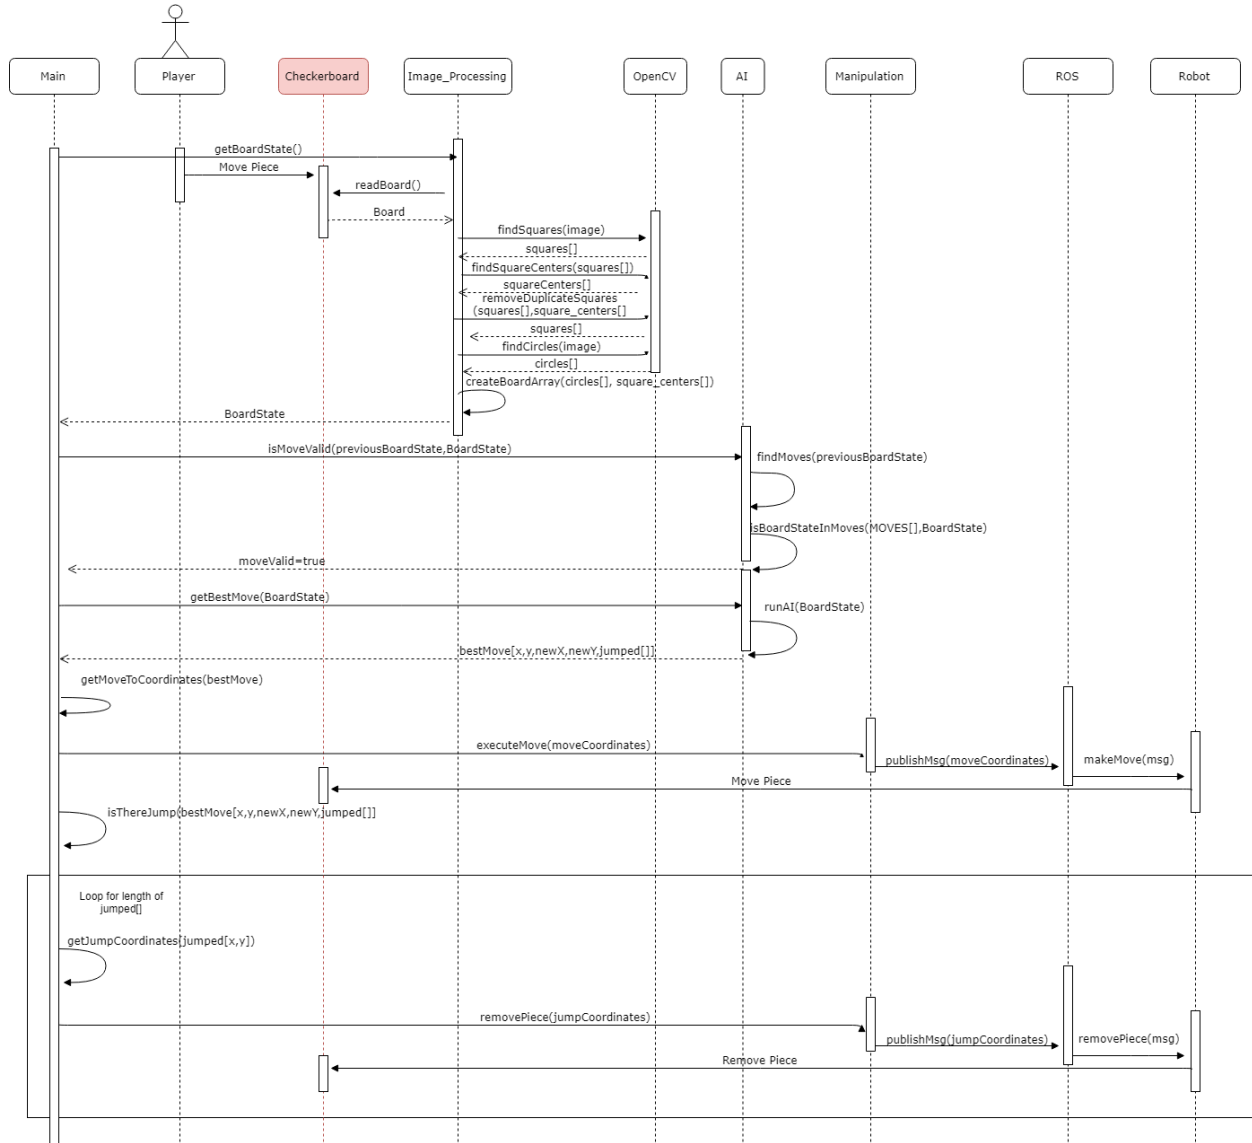 Main
Player
Checkerboard
Image_Processing
OpenCV
AI
Manipulation
ROS
Robot
getBoardState()
Move Piece
readBoard()
Board
findSquares(image)
squares[]
findSquareCenters(squares[])
squareCenters[]
removeDuplicateSquares
(squares[],square_centers[]
squares[]
findCircles(image)
circles[]
createBoardArray(circles[], square_centers[])
BoardState
isMoveValid(previousBoardState,BoardState)
findMoves(previousBoardState)
isBoardStateInMoves(MOVES[],BoardState)
moveValid=true
getBestMove(BoardState)
runAI(BoardState)
bestMove[x,y,newX,newY,jumped[]]
getMoveToCoordinates(bestMove)
executeMove(moveCoordinates)
publishMsg(moveCoordinates)
makeMove(msg)
Move Piece
isThereJump(bestMove[x,y,newX,newY,jumped[]]
Loop for length of
jumped[]
getJumpCoordinates(jumped[x,y])
removePiece(jumpCoordinates)
publishMsg(jumpCoordinates)
removePiece(msg)
Remove Piece